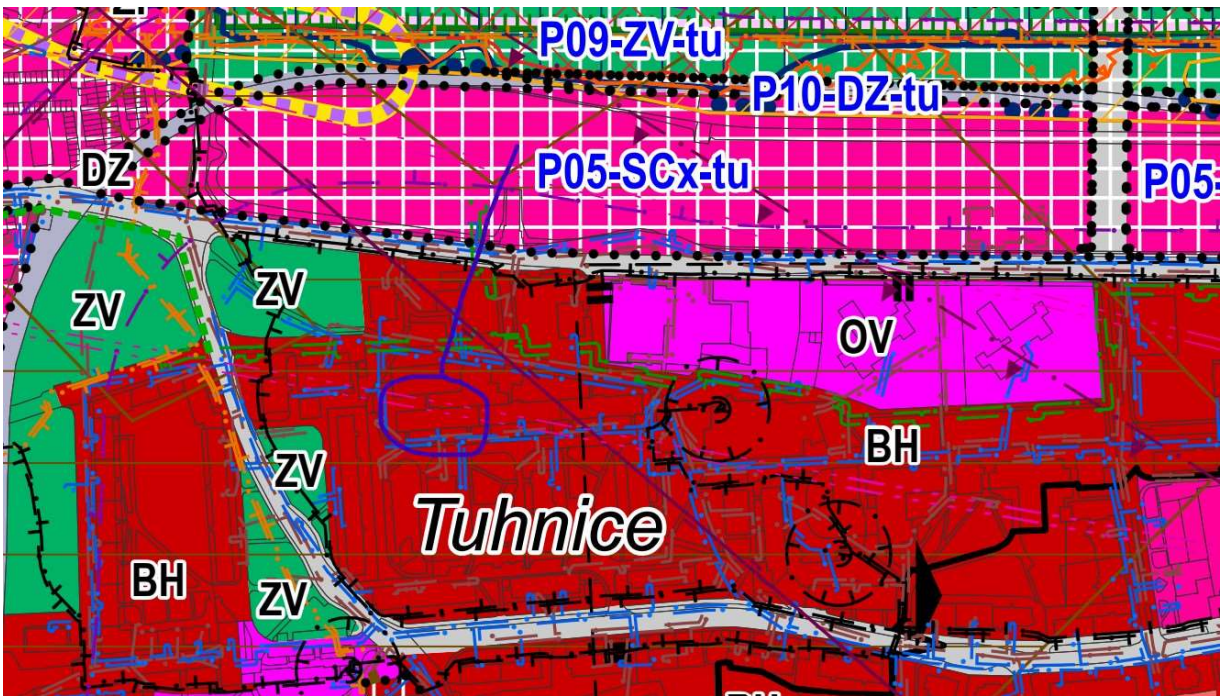 P09-ZV-tu
P10-DZ-tu
DZ
P05-SCx-tu
P05-
ZV
ZV
OV
BH
ZV
Tuhnice
BH
ZV